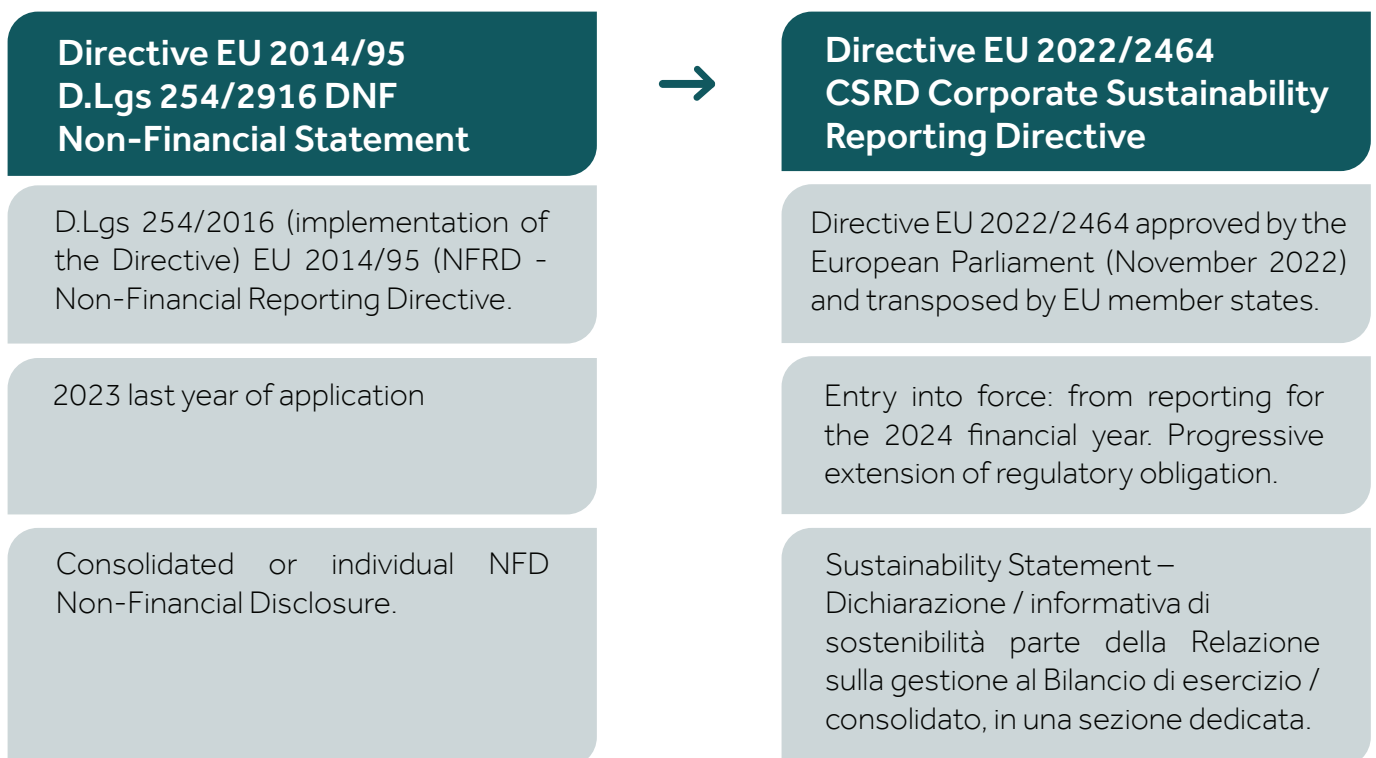 Directive EU 2014/95
D.Lgs 254/2916 DNF
Non-Financial Statement
→
Directive EU 2022/2464
CSRD Corporate Sustainability
Reporting Directive
D.Lgs 254/2016 (implementation of
the Directive) EU 2014/95 (NFRD -
Non-Financial Reporting Directive.
Directive EU 2022/2464 approved by the
European Parliament (November 2022)
and transposed by EU member states.
2023 last year of application
Entry into force: from reporting for
the 2024 financial year. Progressive
extension of regulatory obligation.
Consolidated or individual NFD
Non-Financial Disclosure.
Sustainability Statement –
Dichiarazione / informativa di
sostenibilità parte della Relazione
sulla gestione al Bilancio di esercizio /
consolidato, in una sezione dedicata.